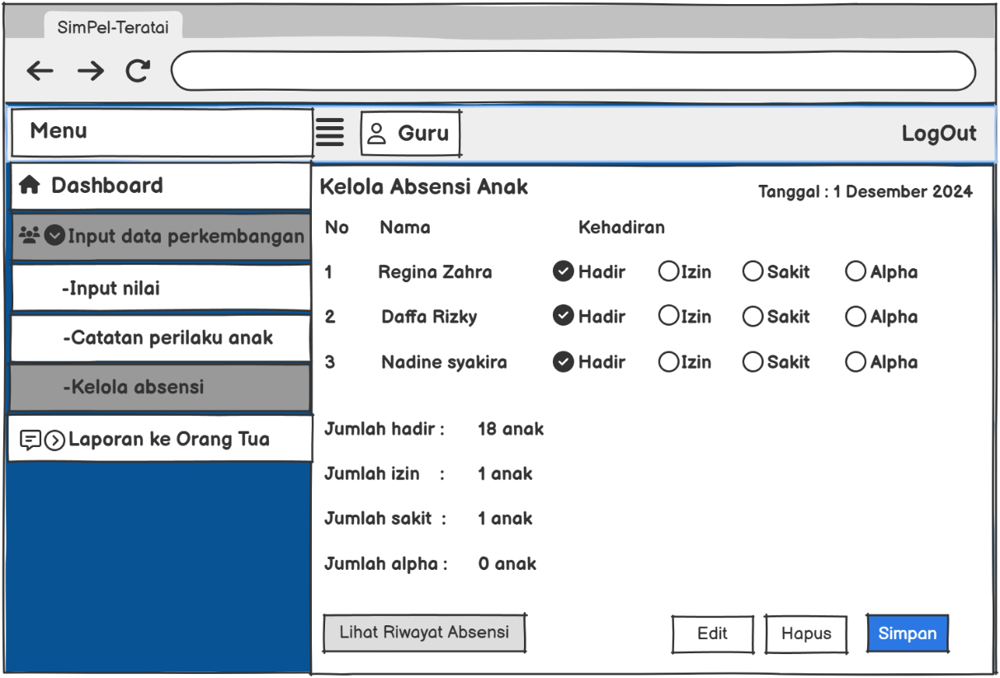 SimPel-Teratai
Menu
Guru
LogOut
Dashboard
Input data perkembangan
-Input nilai
-Catatan perilaku anak
-Kelola absensi
Laporan ke Orang Tua
Kelola Absensi Anak
Tanggal : 1 Desember 2024
No Nama Kehadiran
1 Regina Zahra Hadir Izin Sakit Alpha
2 Daffa Rizky Hadir Izin Sakit Alpha
3 Nadine syakira Hadir Izin Sakit Alpha
Jumlah hadir : 18 anak
Jumlah izin : 1 anak
Jumlah sakit : 1 anak
Jumlah alpha : 0 anak
Lihat Riwayat Absensi Edit Hapus Simpan